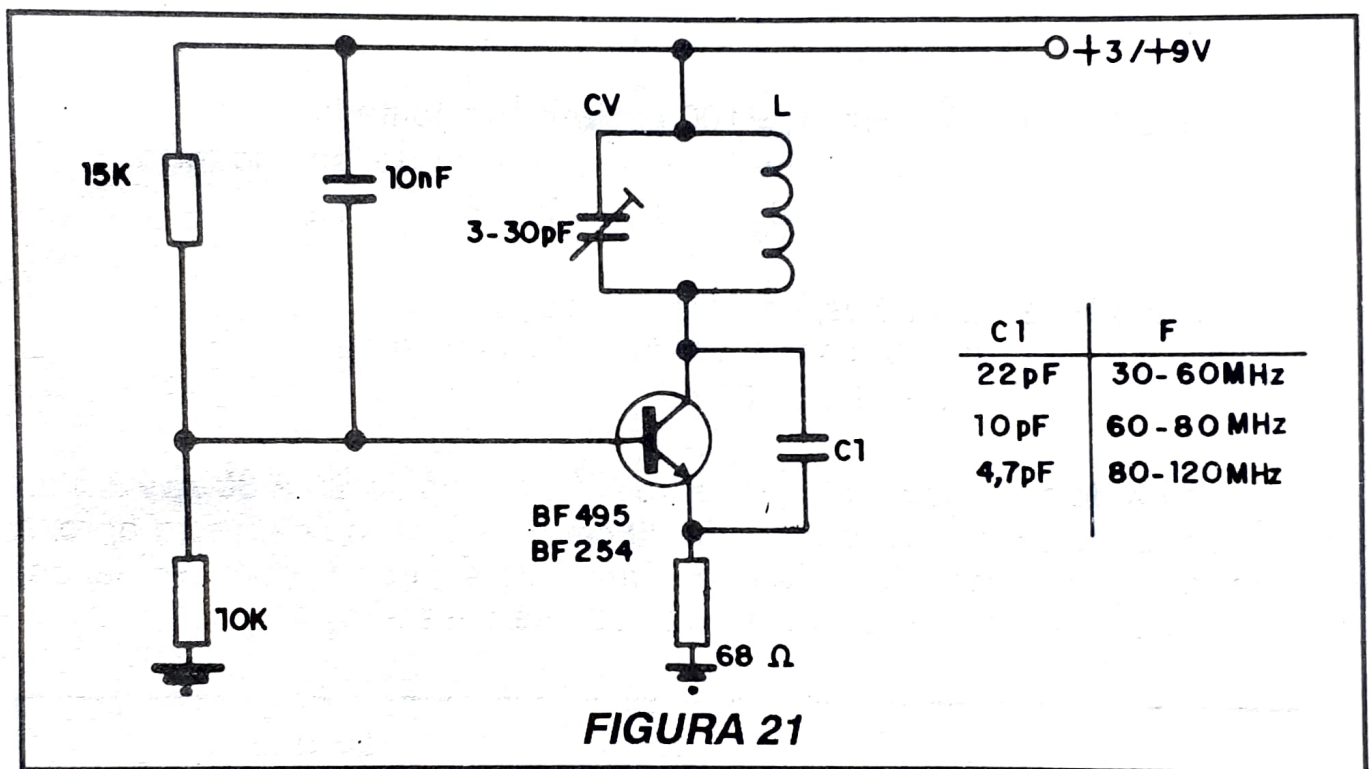 +3/+9V
CV
L
15K
10nF
3-30pF
C1
F
22pF
30-60MHz
10pF
60-80MHz
4,7pF
80-120MHz
C1
BF495
BF254
10K
68 Ω
FIGURA 21